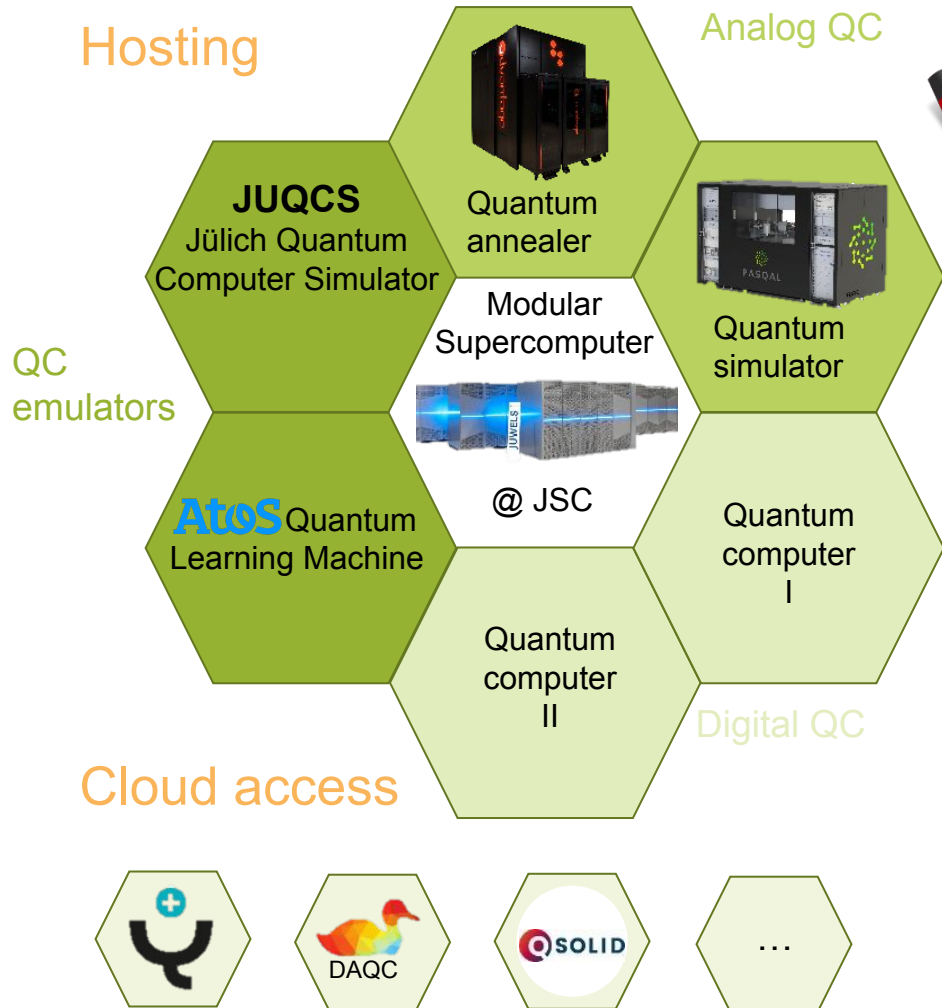 Hosting
Analog QC
Quantum
annealer
JUQCS
Jülich Quantum
Computer Simulator
PASQAL
Quantum
simulator
Modular
Supercomputer
JUWELS
@ JSC
QC
emulators
Atos Quantum
Learning Machine
Quantum
computer
I
Quantum
computer
II
Digital QC
Cloud access
DAQC
QSOLID
...